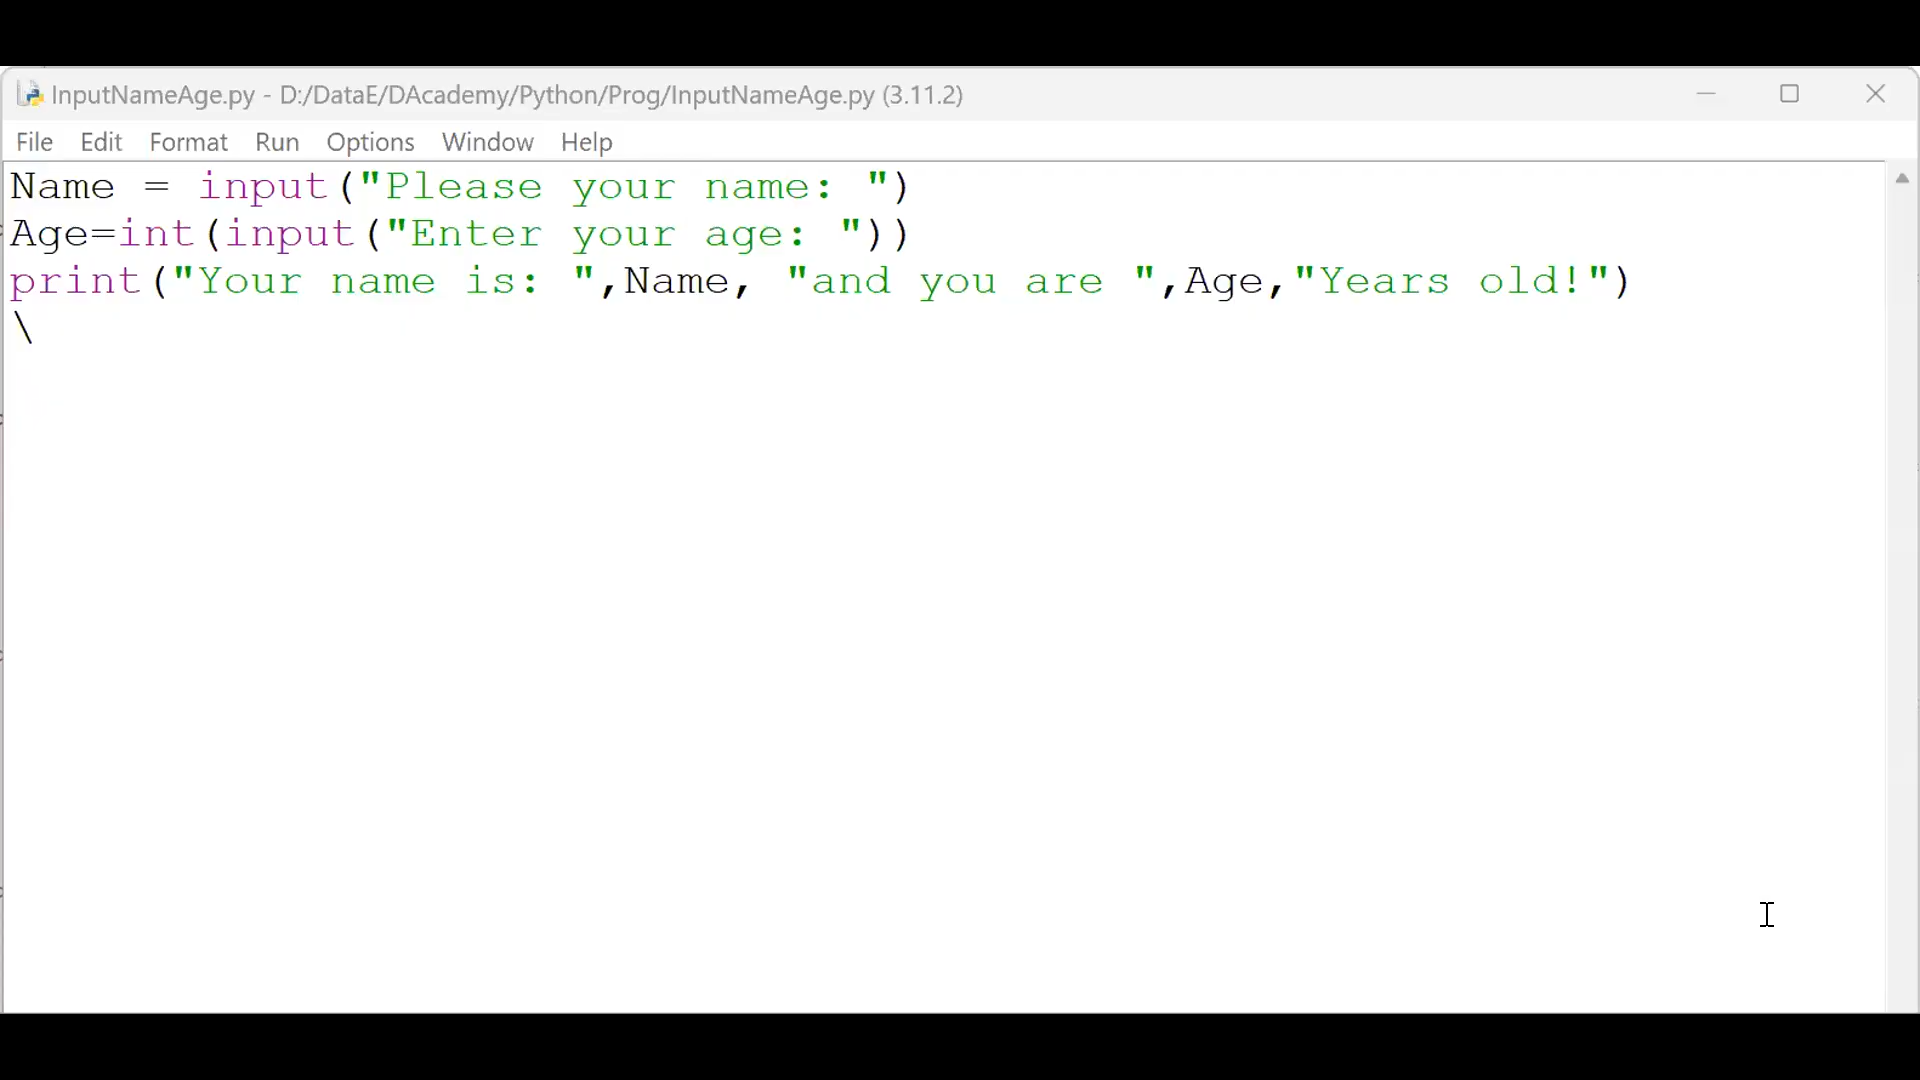 InputNameAge.py - D:/DataE/DAcademy/Python/Prog/InputNameAge.py (3.11.2)
File Edit Format Run Options Window Help
Name = input("Please your name: ")
Age=int(input("Enter your age: "))
print("Your name is: ",Name, "and you are ",Age,"Years old!")
\